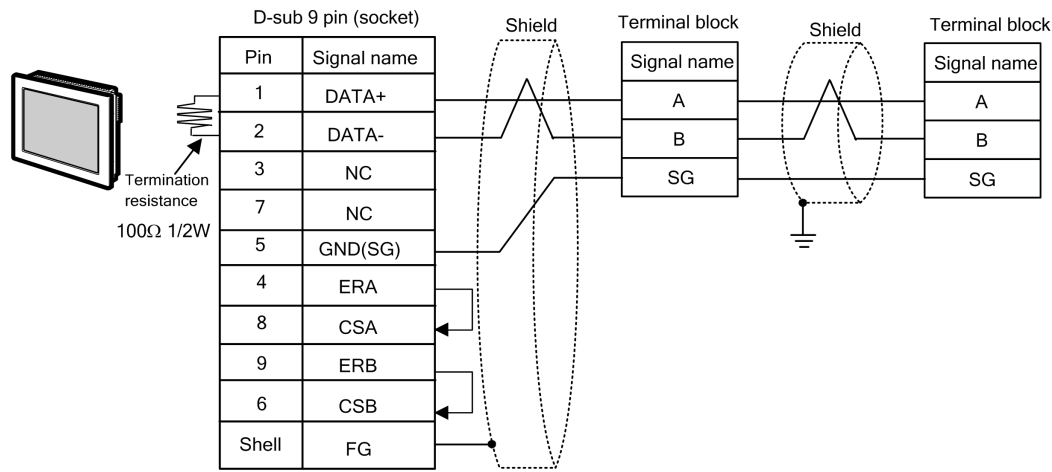 D-sub 9 pin (socket)
Shield
Terminal block
Shield
Terminal block
Pin Signal name
Signal name
Signal name
1 DATA+
A
A
2 DATA-
B
B
3 NC
SG
SG
Termination
resistance
100Ω 1/2W
7 NC
5 GND(SG)
4 ERA
8 CSA
9 ERB
6 CSB
Shell FG